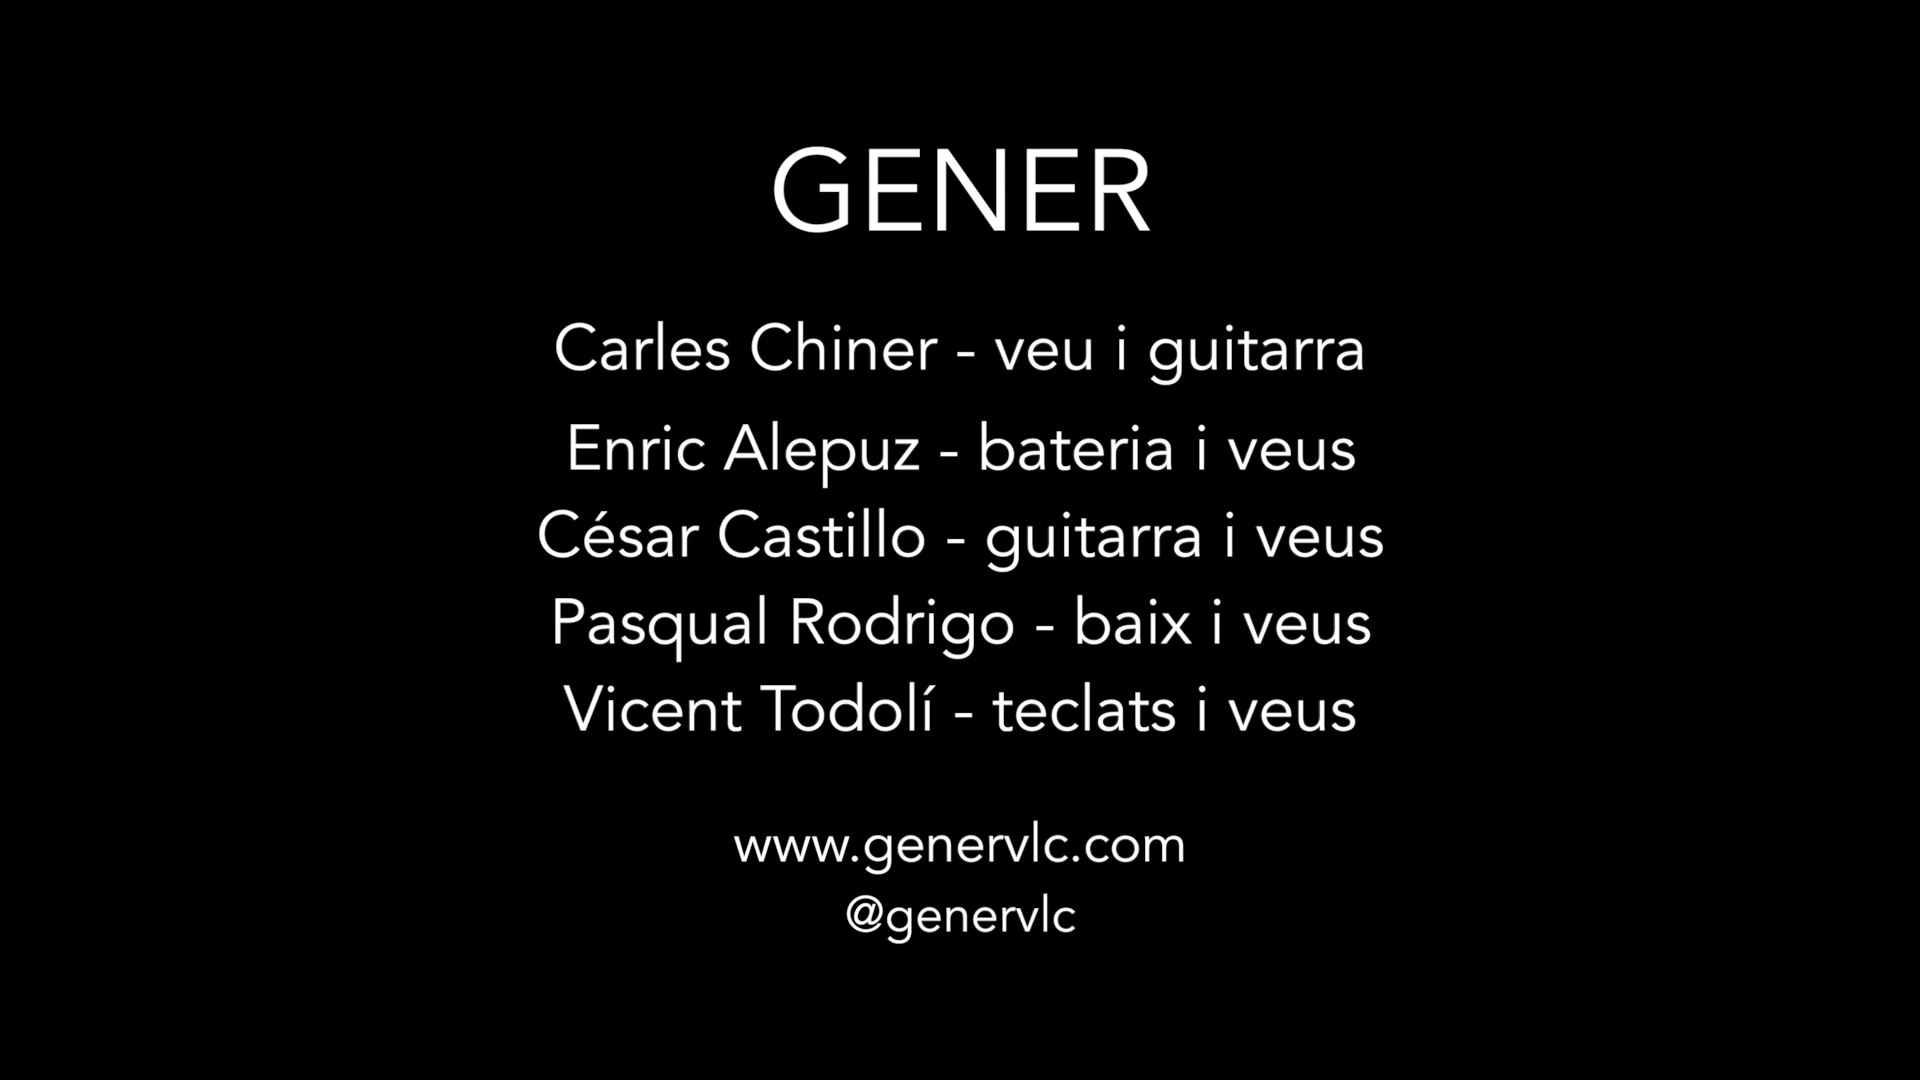 GENER
Carles Chiner - veu i guitarra
Enric Alepuz - bateria i veus
César Castillo - guitarra i veus
Pasqual Rodrigo - baix i veus
Vicent Todolí - teclats i veus
www.genervlc.com
@genervlc